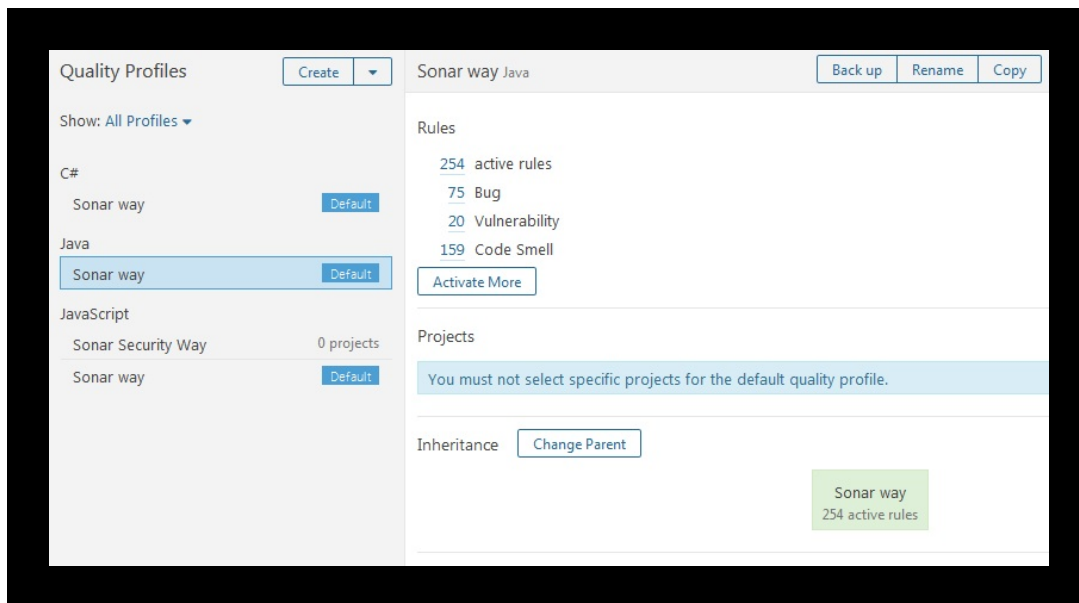 Quality Profiles
Create
Show: All Profiles
C#
Sonar way Default
Java
Sonar way Default
JavaScript
Sonar Security Way 0 projects
Sonar way Default
Sonar way Java
Back up Rename Copy
Rules
254 active rules
75 Bug
20 Vulnerability
159 Code Smell
Activate More
Projects
You must not select specific projects for the default quality profile.
Inheritance Change Parent
Sonar way
254 active rules